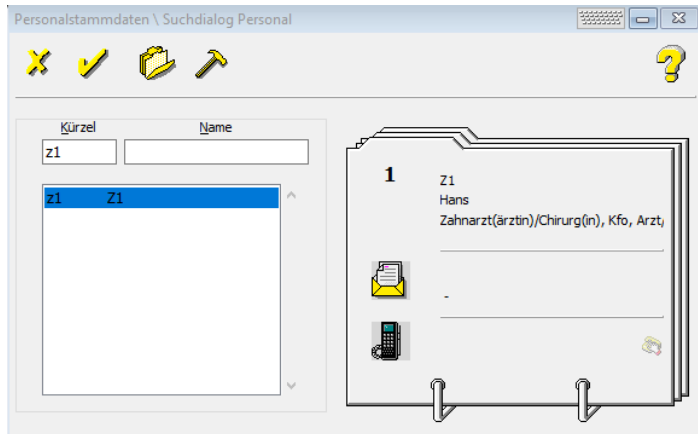 Personalstammdaten \ Suchdialog Personal
Kürzel Name
z1
z1 Z1
1
Z1
Hans
Zahnarzt(ärztin)/Chirurg(in), Kfo, Arzt/
-